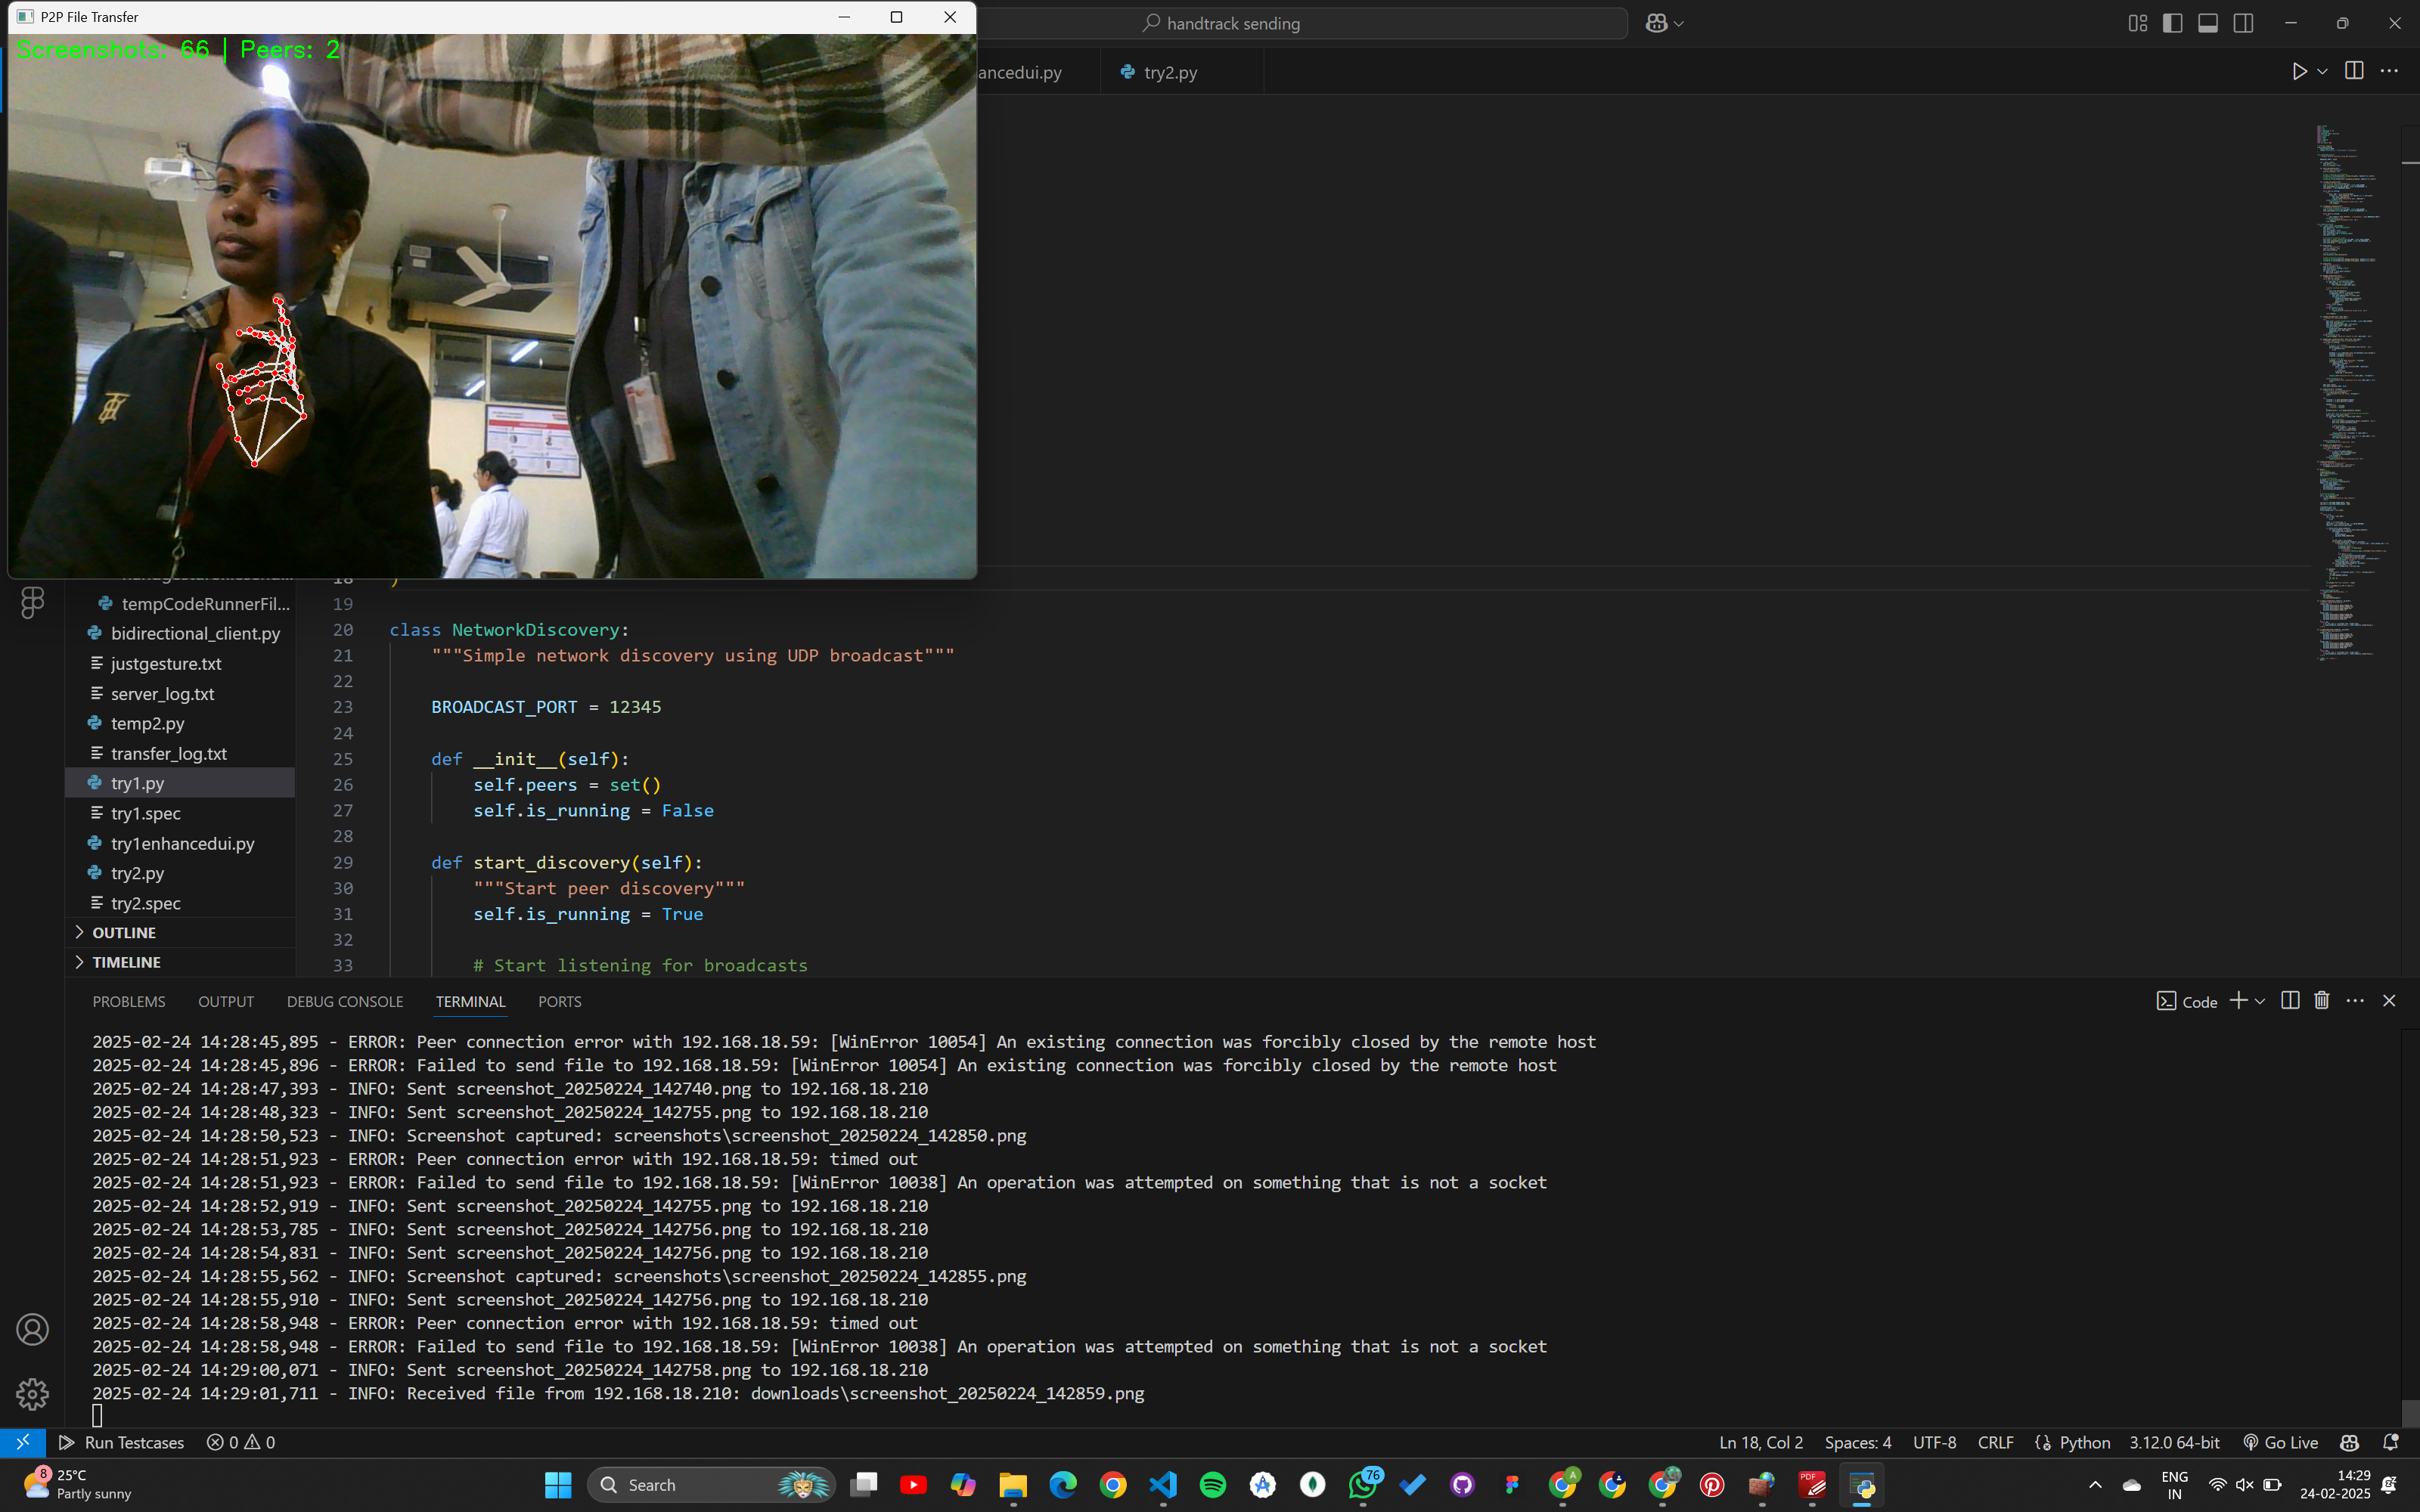 P2P File Transfer
Screenshots: 66 | Peers: 2
handtrack sending
ancedui.py
try2.py
18 )
tempCodeRunnerFil...
bidirectional_client.py
justgesture.txt
server_log.txt
temp2.py
transfer_log.txt
try1.py
try1.spec
try1enhancedui.py
try2.py
try2.spec
OUTLINE
TIMELINE
19
20 class NetworkDiscovery:
21 """Simple network discovery using UDP broadcast"""
22
23 BROADCAST_PORT = 12345
24
25 def __init__(self):
26 self.peers = set()
27 self.is_running = False
28
29 def start_discovery(self):
30 """Start peer discovery"""
31 self.is_running = True
32
33 # Start listening for broadcasts
PROBLEMS OUTPUT DEBUG CONSOLE TERMINAL PORTS
Code
2025-02-24 14:28:45,895 - ERROR: Peer connection error with 192.168.18.59: [WinError 10054] An existing connection was forcibly closed by the remote host
2025-02-24 14:28:45,896 - ERROR: Failed to send file to 192.168.18.59: [WinError 10054] An existing connection was forcibly closed by the remote host
2025-02-24 14:28:47,393 - INFO: Sent screenshot_20250224_142740.png to 192.168.18.210
2025-02-24 14:28:48,323 - INFO: Sent screenshot_20250224_142755.png to 192.168.18.210
2025-02-24 14:28:50,523 - INFO: Screenshot captured: screenshots\screenshot_20250224_142850.png
2025-02-24 14:28:51,923 - ERROR: Peer connection error with 192.168.18.59: timed out
2025-02-24 14:28:51,923 - ERROR: Failed to send file to 192.168.18.59: [WinError 10038] An operation was attempted on something that is not a socket
2025-02-24 14:28:52,919 - INFO: Sent screenshot_20250224_142755.png to 192.168.18.210
2025-02-24 14:28:53,785 - INFO: Sent screenshot_20250224_142756.png to 192.168.18.210
2025-02-24 14:28:54,831 - INFO: Sent screenshot_20250224_142756.png to 192.168.18.210
2025-02-24 14:28:55,562 - INFO: Screenshot captured: screenshots\screenshot_20250224_142855.png
2025-02-24 14:28:55,910 - INFO: Sent screenshot_20250224_142756.png to 192.168.18.210
2025-02-24 14:28:58,948 - ERROR: Peer connection error with 192.168.18.59: timed out
2025-02-24 14:28:58,948 - ERROR: Failed to send file to 192.168.18.59: [WinError 10038] An operation was attempted on something that is not a socket
2025-02-24 14:29:00,071 - INFO: Sent screenshot_20250224_142758.png to 192.168.18.210
2025-02-24 14:29:01,711 - INFO: Received file from 192.168.18.210: downloads\screenshot_20250224_142859.png
Run Testcases 0 0
Ln 18, Col 2 Spaces: 4 UTF-8 CRLF Python 3.12.0 64-bit Go Live
8
25°C
Partly sunny
Search
76
A
PDF
ENG
IN
14:29
24-02-2025